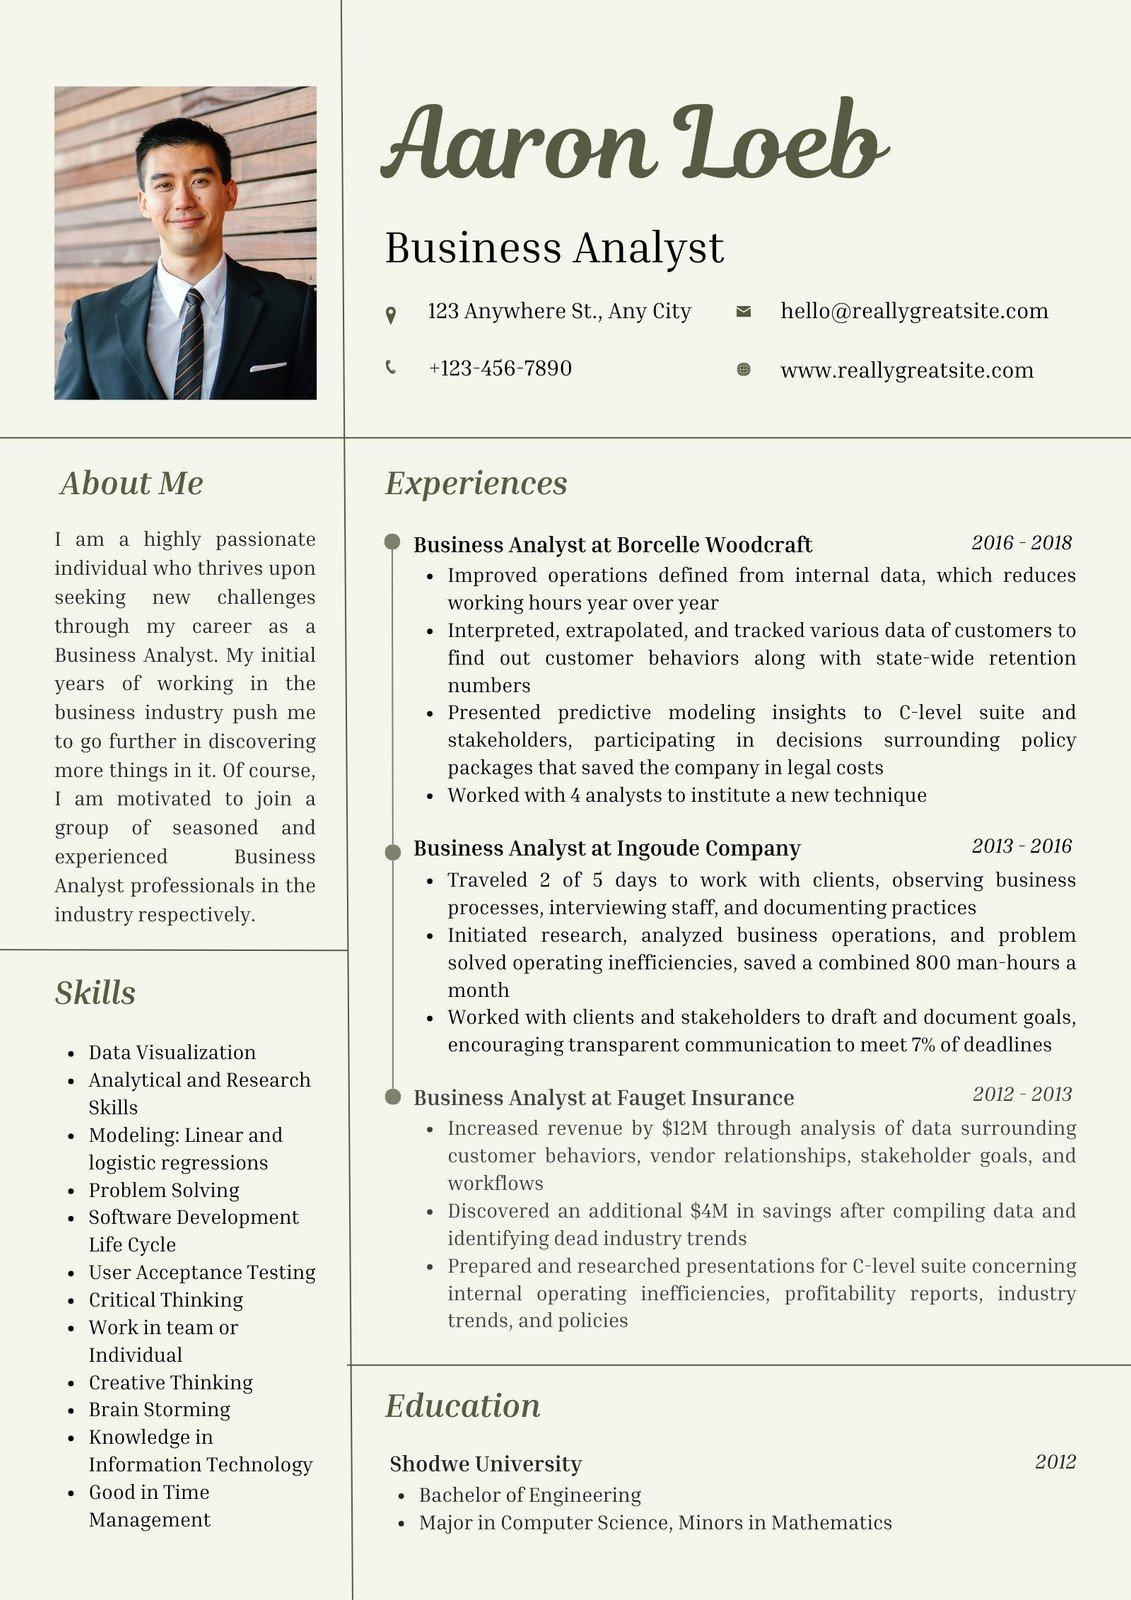 Aaron Loeb
Business Analyst
123 Anywhere St., Any City
hello@reallygreatsite.com
+123-456-7890
www.reallygreatsite.com
About Me
I am a highly passionate
individual who thrives upon
seeking new challenges
through my career as a
Business Analyst. My initial
years of working in the
business industry push me
to go further in discovering
more things in it. Of course,
I am motivated to join a
group of seasoned and
experienced Business
Analyst professionals in the
industry respectively.
Skills
• Data Visualization
• Analytical and Research
Skills
• Modeling: Linear and
logistic regressions
• Problem Solving
• Software Development
Life Cycle
• User Acceptance Testing
• Critical Thinking
• Work in team or
Individual
• Creative Thinking
• Brain Storming
• Knowledge in
Information Technology
• Good in Time
Management
Experiences
Business Analyst at Borcelle Woodcraft 2016 - 2018
• Improved operations defined from internal data, which reduces
working hours year over year
• Interpreted, extrapolated, and tracked various data of customers to
find out customer behaviors along with state-wide retention
numbers
• Presented predictive modeling insights to C-level suite and
stakeholders, participating in decisions surrounding policy
packages that saved the company in legal costs
• Worked with 4 analysts to institute a new technique
Business Analyst at Ingoude Company 2013 - 2016
• Traveled 2 of 5 days to work with clients, observing business
processes, interviewing staff, and documenting practices
• Initiated research, analyzed business operations, and problem
solved operating inefficiencies, saved a combined 800 man-hours a
month
• Worked with clients and stakeholders to draft and document goals,
encouraging transparent communication to meet 7% of deadlines
Business Analyst at Fauget Insurance 2012 - 2013
• Increased revenue by $12M through analysis of data surrounding
customer behaviors, vendor relationships, stakeholder goals, and
workflows
• Discovered an additional $4M in savings after compiling data and
identifying dead industry trends
• Prepared and researched presentations for C-level suite concerning
internal operating inefficiencies, profitability reports, industry
trends, and policies
Education
Shodwe University 2012
• Bachelor of Engineering
• Major in Computer Science, Minors in Mathematics